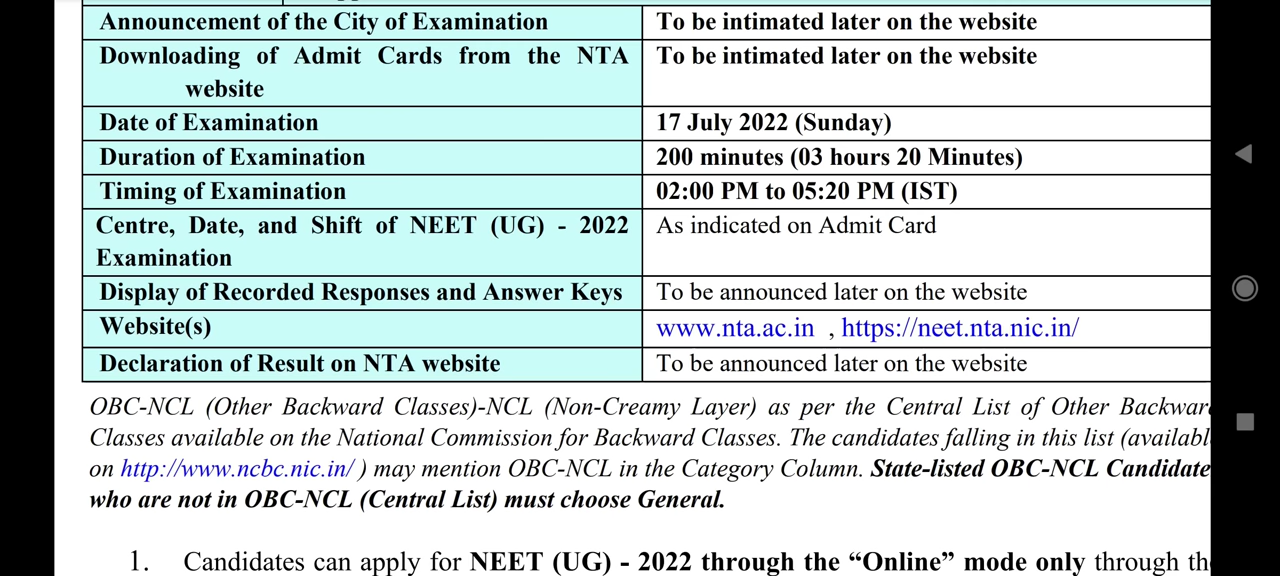 Announcement of the City of Examination To be intimated later on the website
Downloading of Admit Cards from the NTA To be intimated later on the website
website
Date of Examination 17 July 2022 (Sunday)
Duration of Examination 200 minutes (03 hours 20 Minutes)
Timing of Examination 02:00 PM to 05:20 PM (IST)
Centre, Date, and Shift of NEET (UG) - 2022 As indicated on Admit Card
Examination
Display of Recorded Responses and Answer Keys To be announced later on the website
Website(s) www.nta.ac.in , https://neet.nta.nic.in/
Declaration of Result on NTA website To be announced later on the website
OBC-NCL (Other Backward Classes)-NCL (Non-Creamy Layer) as per the Central List of Other Backwar
Classes available on the National Commission for Backward Classes. The candidates falling in this list (availabl
on http://www.ncbc.nic.in/ ) may mention OBC-NCL in the Category Column. State-listed OBC-NCL Candidate
who are not in OBC-NCL (Central List) must choose General.
1. Candidates can apply for NEET (UG) - 2022 through the “Online” mode only through th